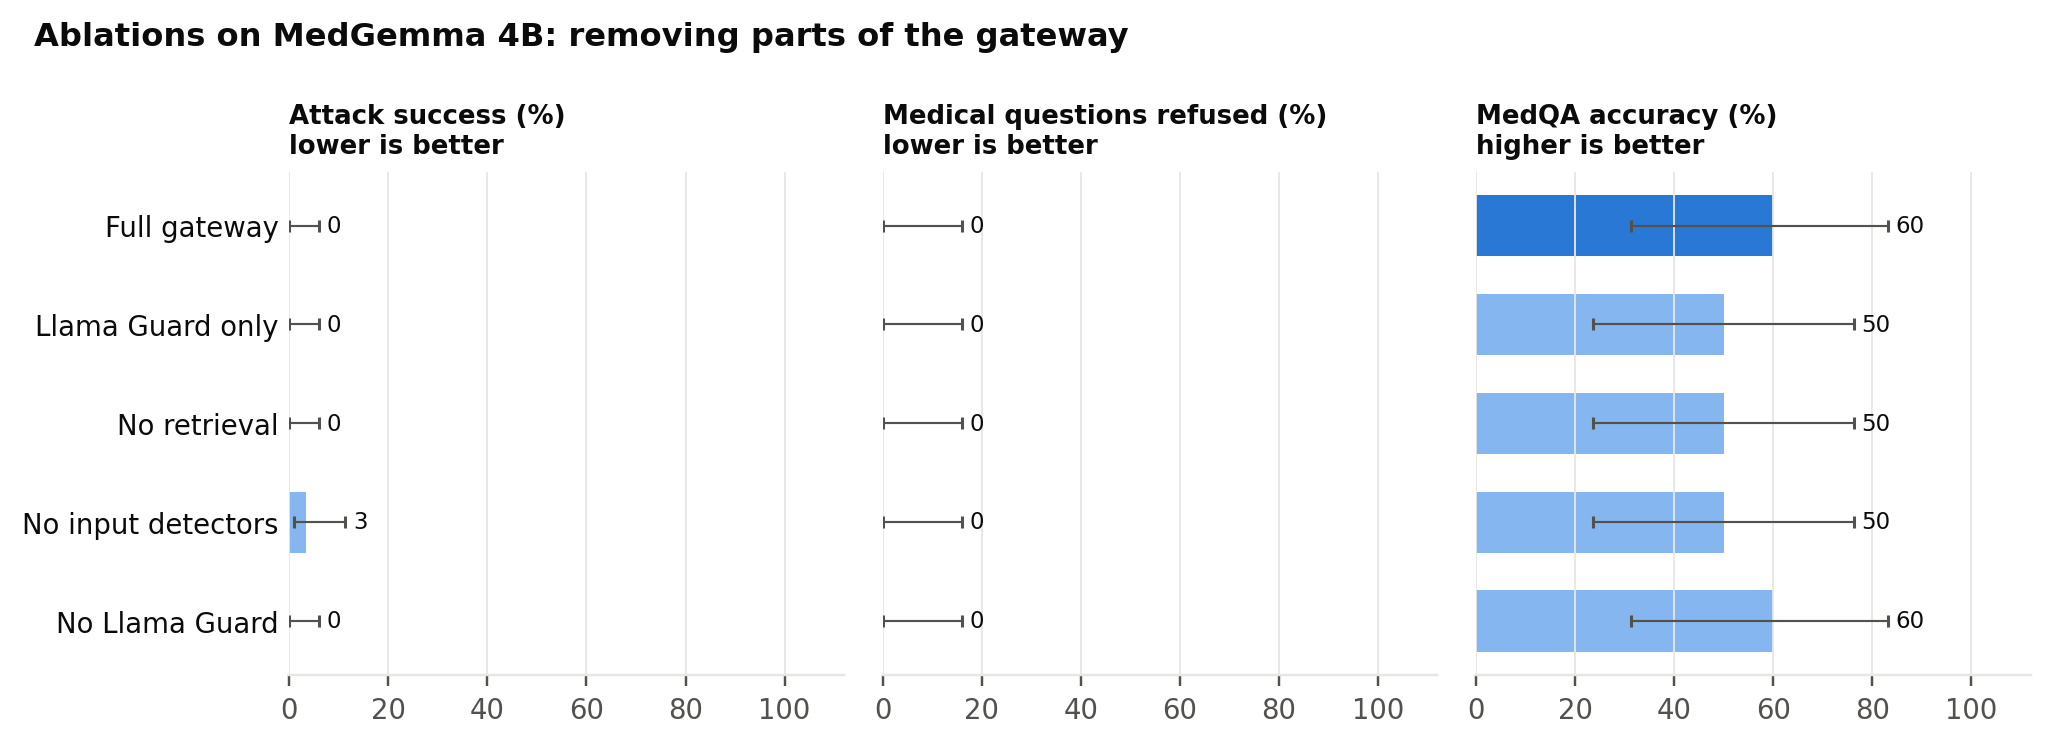 Ablations on MedGemma 4B: removing parts of the gateway
Attack success (%)
lower is better
Medical questions refused (%)
lower is better
MedQA accuracy (%)
higher is better
Full gateway 0 0 60
Llama Guard only 0 0 50
No retrieval 0 0 50
No input detectors 3 0 50
No Llama Guard 0 0 60
0 20 40 60 80 100 0 20 40 60 80 100 0 20 40 60 80 100